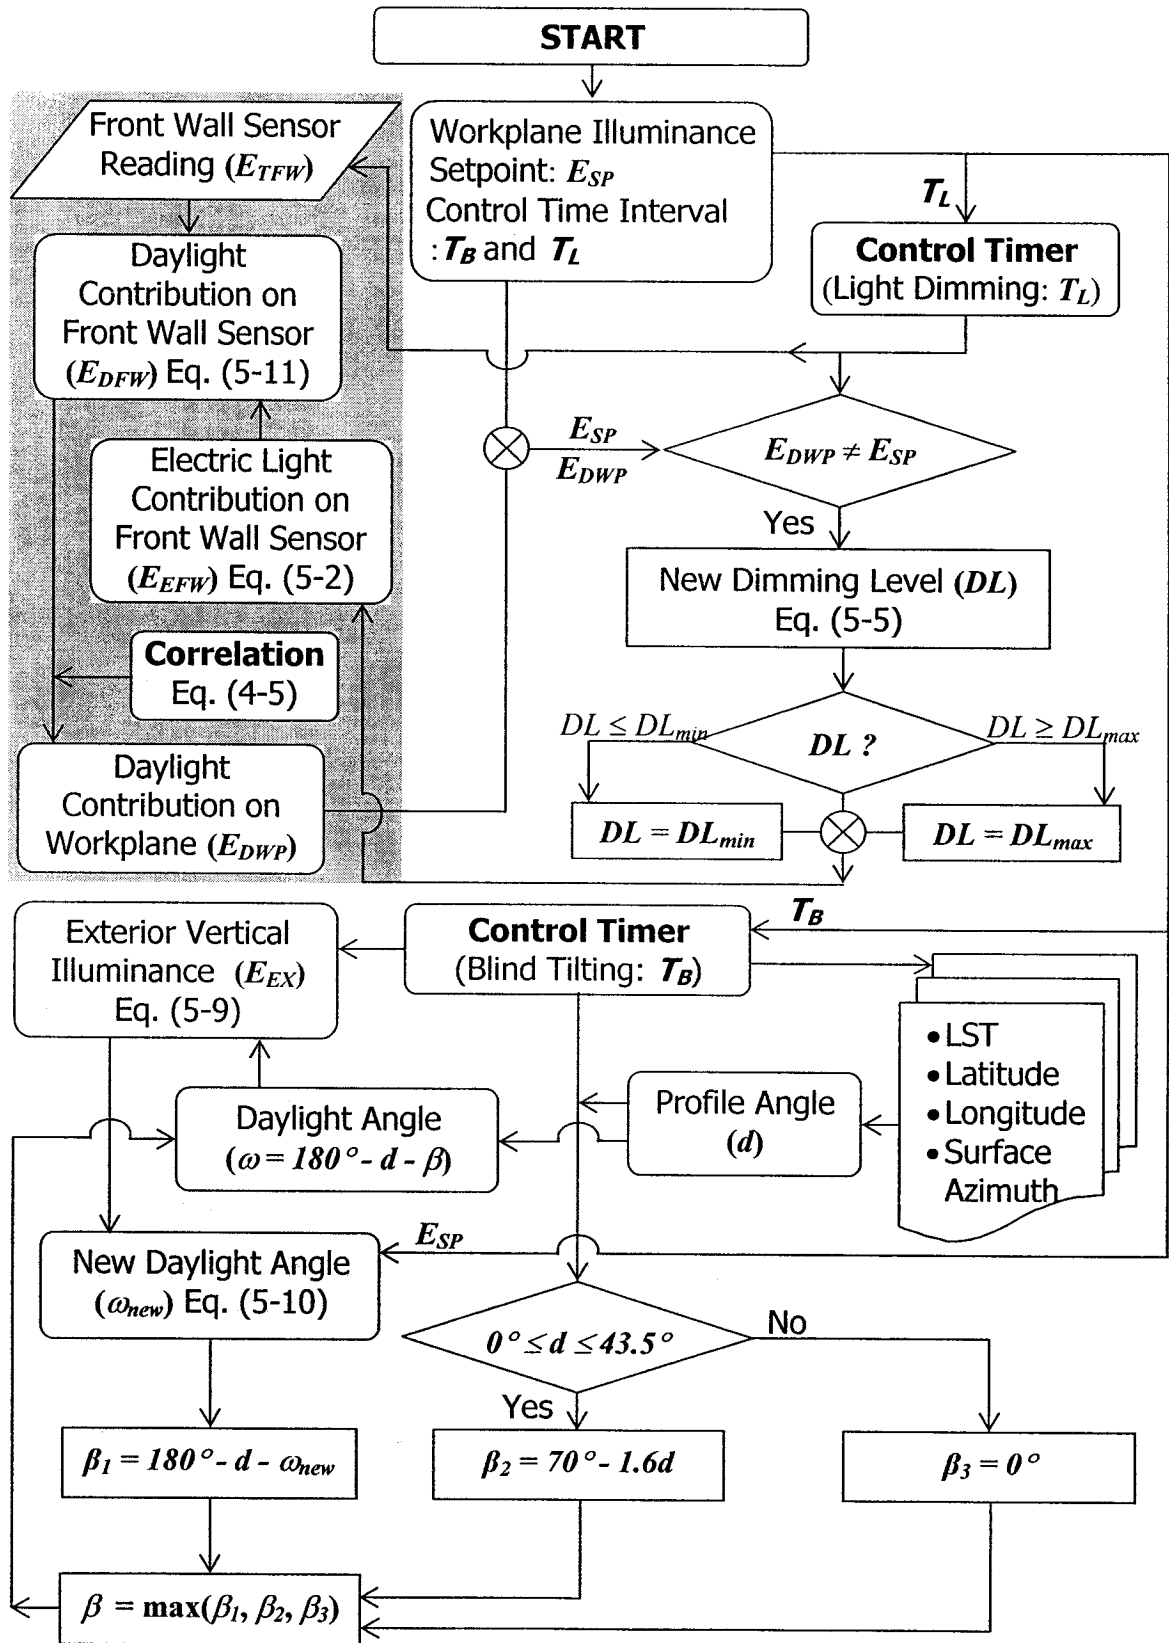 START
Front Wall Sensor
Reading (E_TFW)
Workplane Illuminance
Setpoint: E_SP
Control Time Interval
: T_B and T_L
T_L
Control Timer
(Light Dimming: T_L)
Daylight
Contribution on
Front Wall Sensor
(E_DFW) Eq. (5-11)
E_SP
E_DWP
E_DWP ≠ E_SP
Electric Light
Contribution on
Front Wall Sensor
(E_EFW) Eq. (5-2)
Yes
New Dimming Level (DL)
Eq. (5-5)
Correlation
Eq. (4-5)
DL ≤ DL_min
DL ?
DL ≥ DL_max
Daylight
Contribution on
Workplane (E_DWP)
DL = DL_min
DL = DL_max
T_B
Exterior Vertical
Illuminance (E_EX)
Eq. (5-9)
Control Timer
(Blind Tilting: T_B)
• LST
• Latitude
• Longitude
• Surface
Azimuth
Profile Angle
(d)
Daylight Angle
(ω = 180° - d - β)
E_SP
New Daylight Angle
(ω_new) Eq. (5-10)
0° ≤ d ≤ 43.5°
No
Yes
β_1 = 180° - d - ω_new
β_2 = 70° - 1.6d
β_3 = 0°
β = max(β_1, β_2, β_3)